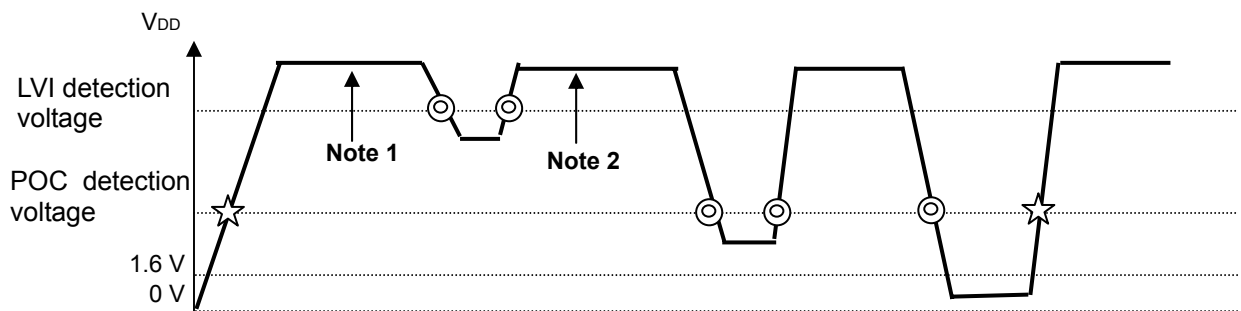 VDD
LVI detection
voltage
Note 1
Note 2
POC detection
voltage
1.6 V
0 V